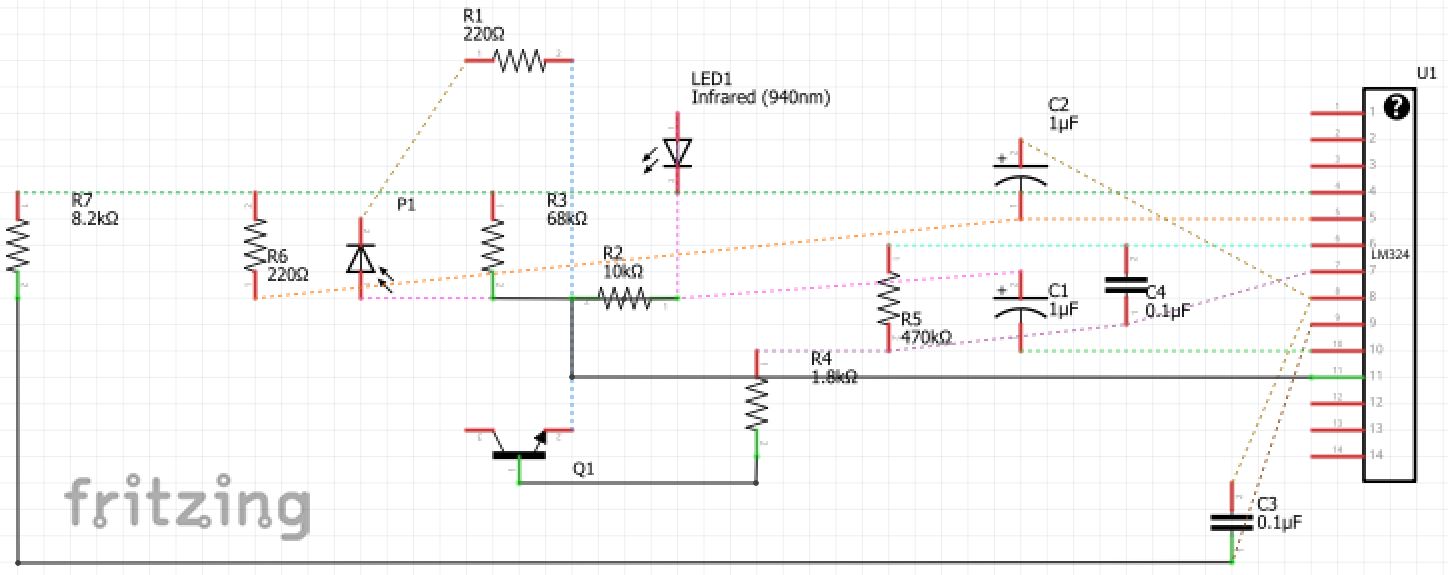 R1
220Ω
LED1
Infrared (940nm)
U1
C2
1µF
1
2
3
4
5
6
7
8
9
10
11
12
13
14
LM324
R7
8.2kΩ
P1
R3
68kΩ
R6
220Ω
R2
10kΩ
C1
1µF
C4
0.1µF
R5
470kΩ
R4
1.8kΩ
Q1
C3
0.1µF
fritzing
?